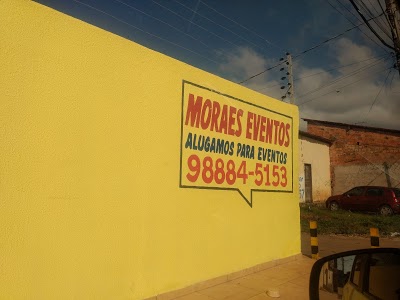 MORAES EVENTOS
ALUGAMOS PARA EVENTOS
98884-5153